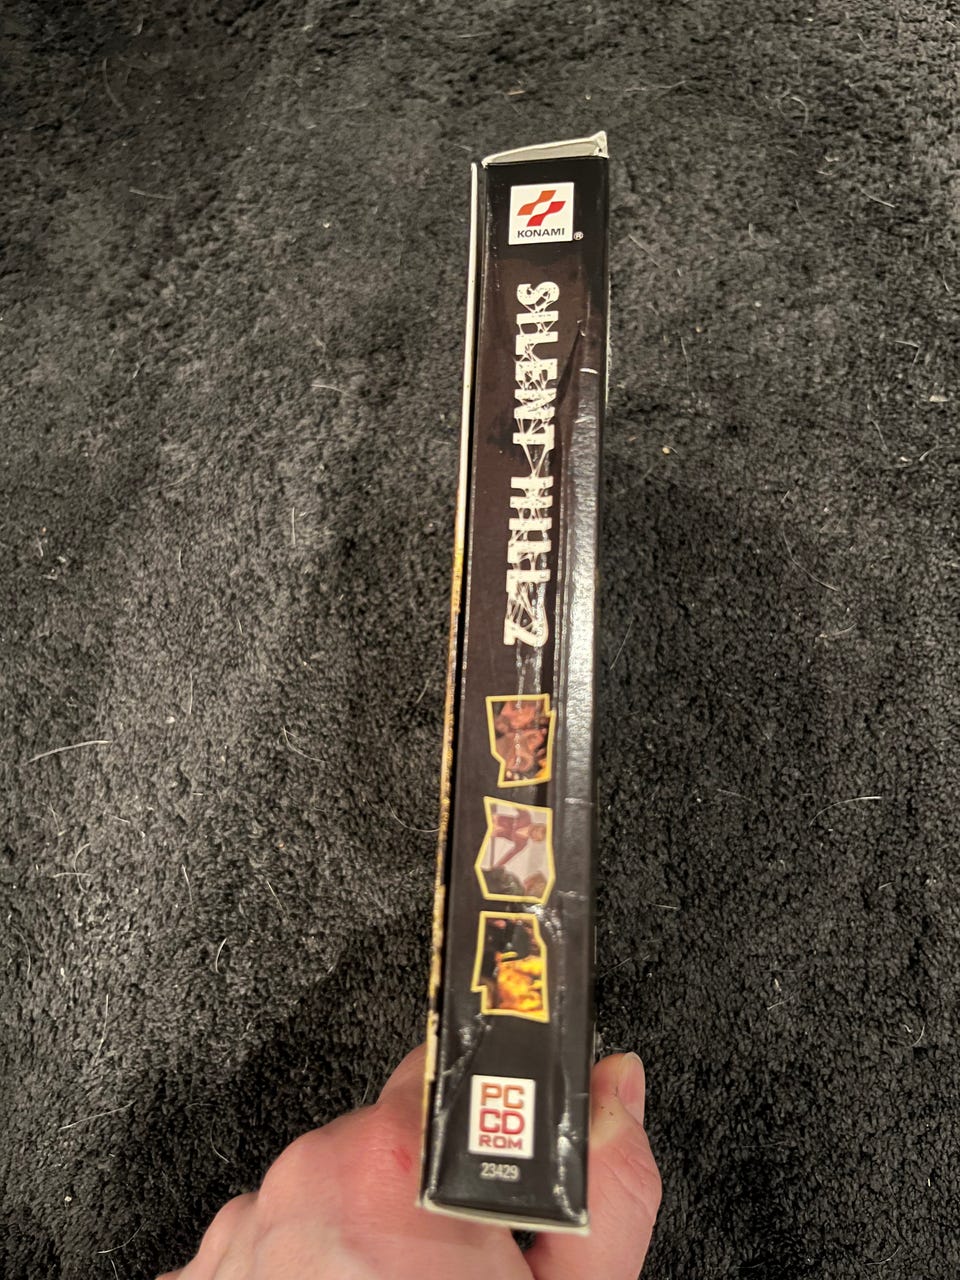 KONAMI®
SILENT HILL 2
PC
CD
ROM
23429